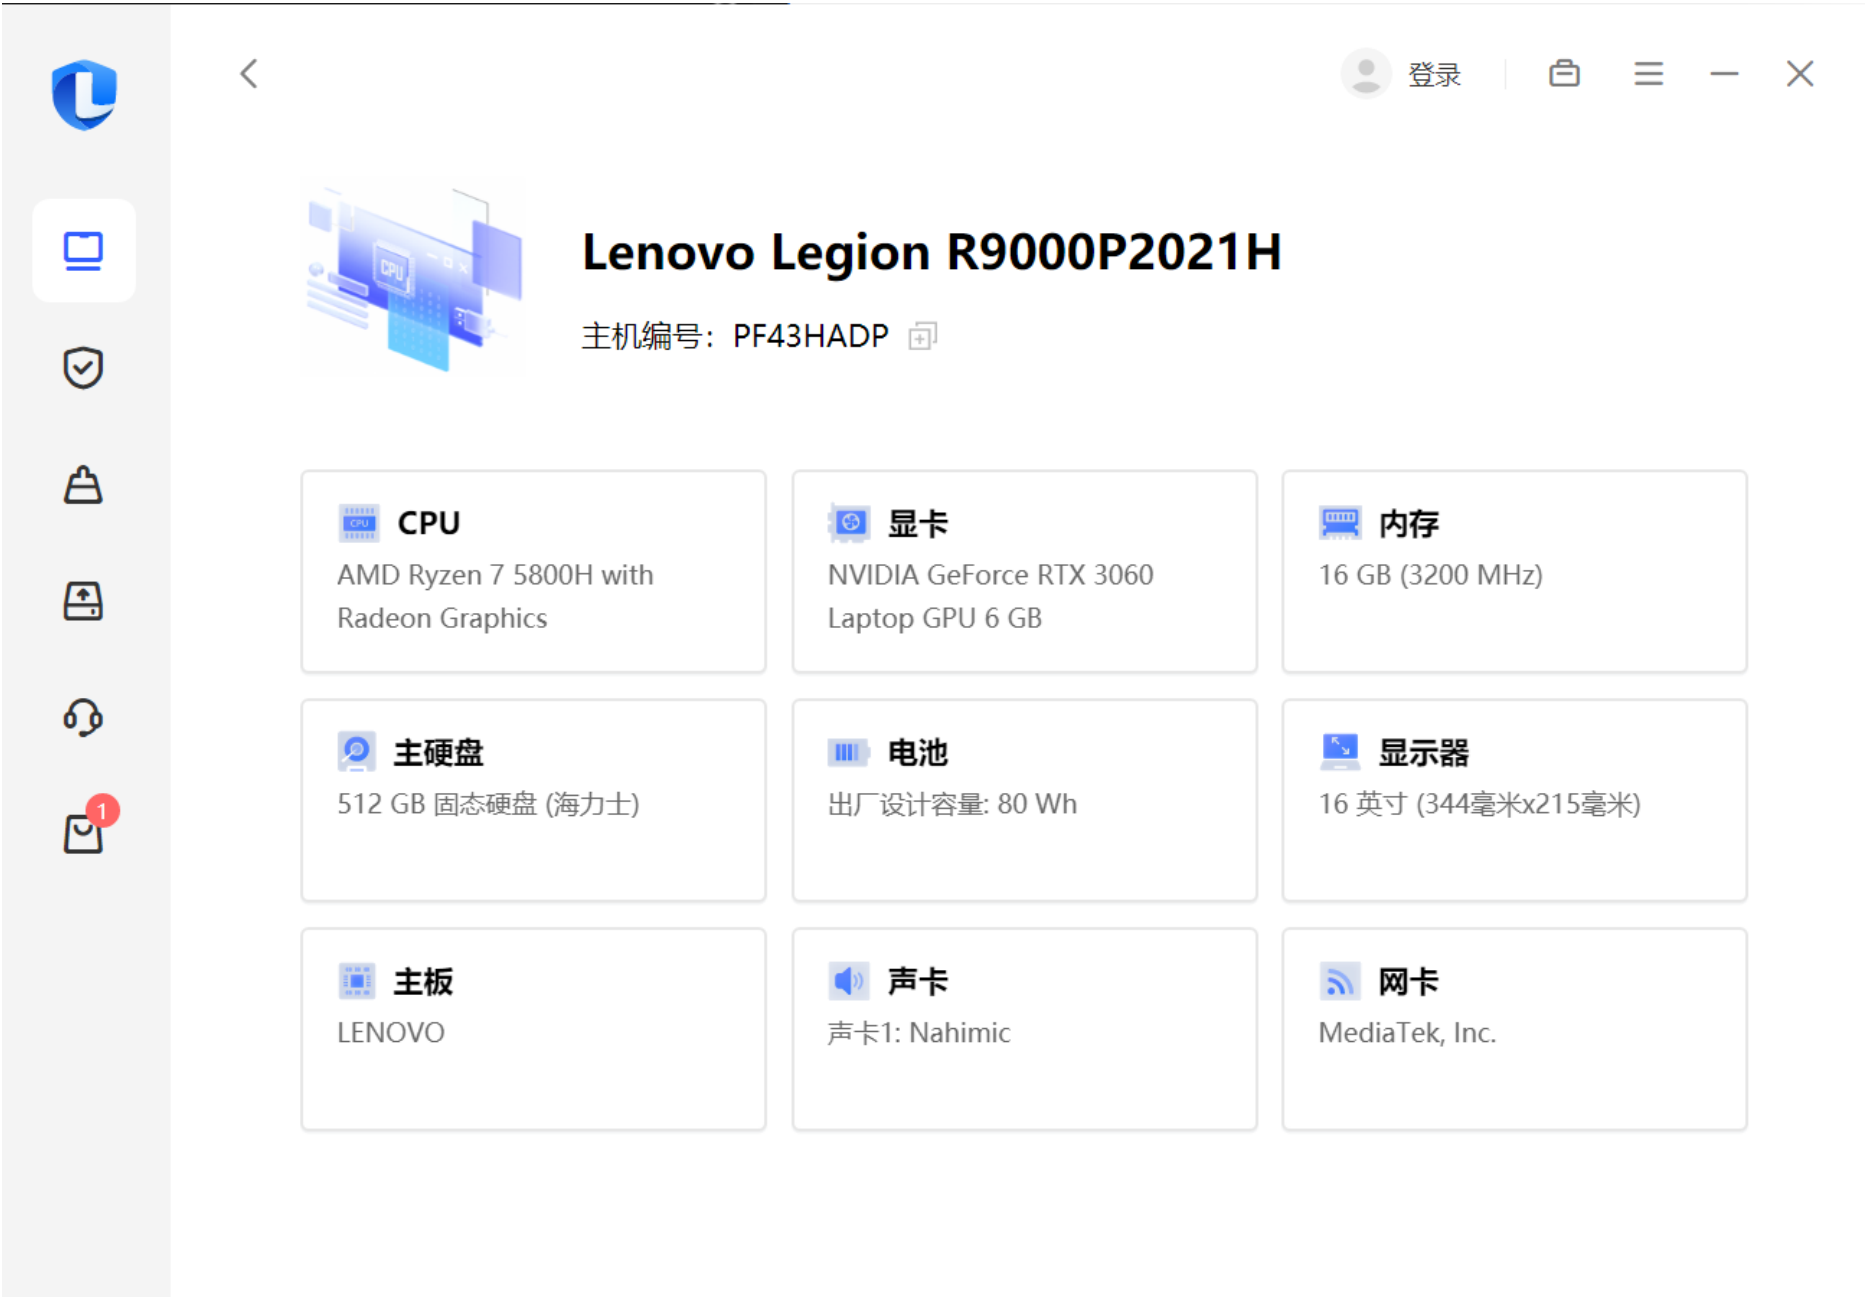 登录
CPU
Lenovo Legion R9000P2021H
主机编号：PF43HADP
CPU
CPU
AMD Ryzen 7 5800H with
Radeon Graphics
显卡
NVIDIA GeForce RTX 3060
Laptop GPU 6 GB
内存
16 GB (3200 MHz)
主硬盘
512 GB 固态硬盘 (海力士)
电池
出厂设计容量: 80 Wh
显示器
16 英寸 (344毫米x215毫米)
1
主板
LENOVO
声卡
声卡1: Nahimic
网卡
MediaTek, Inc.